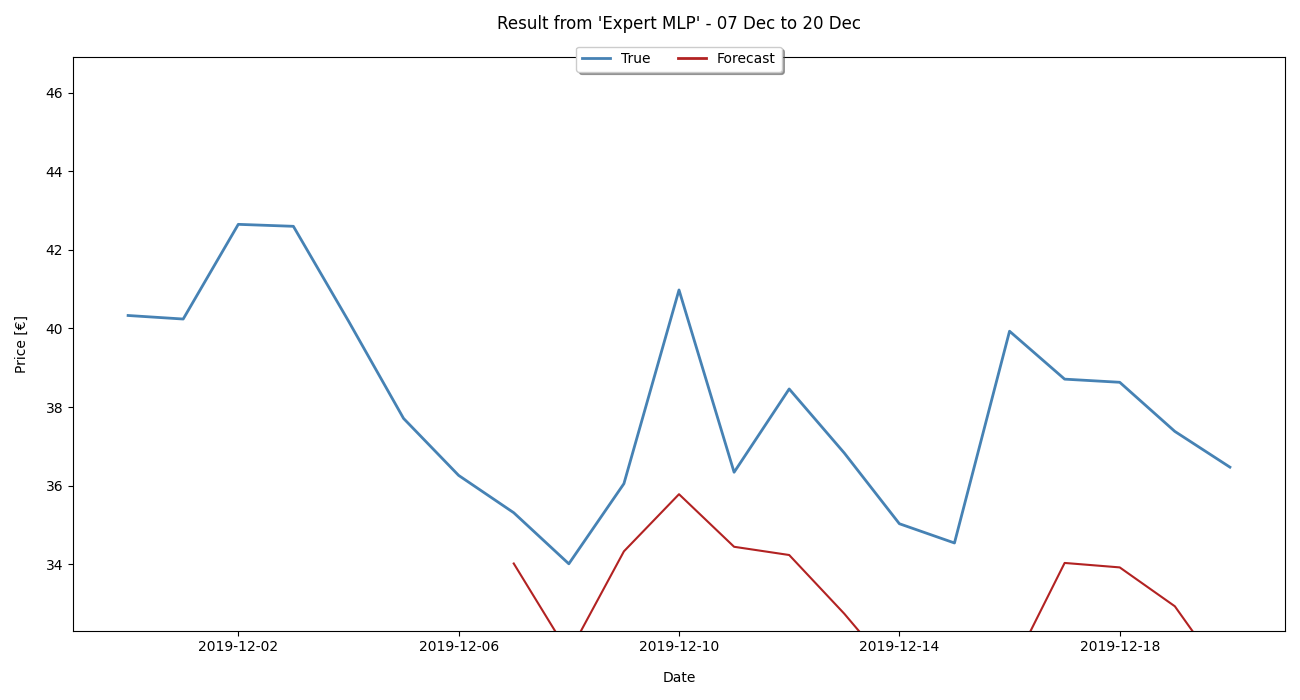 Result from 'Expert MLP' - 07 Dec to 20 Dec
True Forecast
46
44
42
40
38
36
34
Price [€]
2019-12-02 2019-12-06 2019-12-10 2019-12-14 2019-12-18
Date